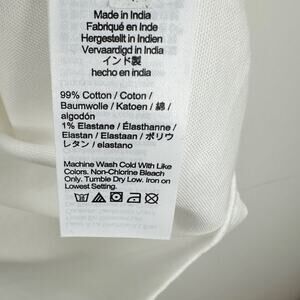 Made in India
Fabriqué en Inde
Hergestellt in Indien
Vervaardigd in India
インド製
hecho en india
99% Cotton / Coton /
Baumwolle / Katoen / 綿 /
algodón
1% Elastane / Élasthanne /
Elastan / Elastaan / ポリウ
レタン / elastano
Machine Wash Cold With Like
Colors. Non-Chlorine Bleach
Only. Tumble Dry Low. Iron on
Lowest Setting.